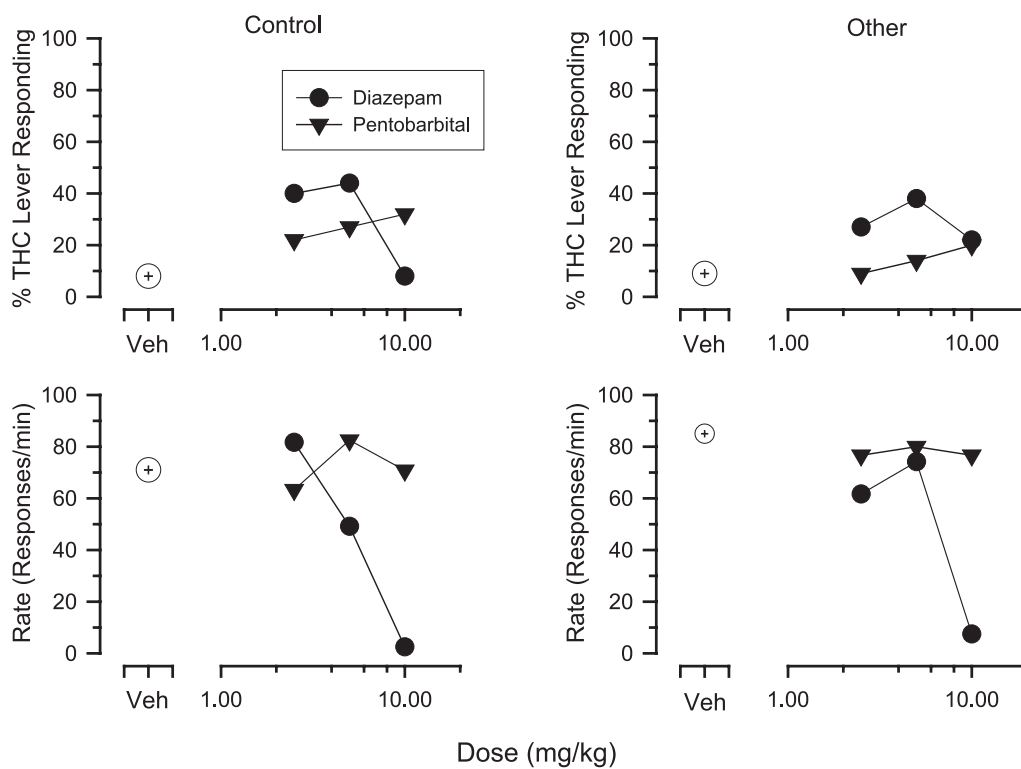 Control
Other
% THC Lever Responding
100
80
60
40
20
0
Diazepam
Pentobarbital
Veh
1.00
10.00
% THC Lever Responding
100
80
60
40
20
0
Veh
1.00
10.00
Rate (Responses/min)
100
80
60
40
20
0
Veh
1.00
10.00
Rate (Responses/min)
100
80
60
40
20
0
Veh
1.00
10.00
Dose (mg/kg)